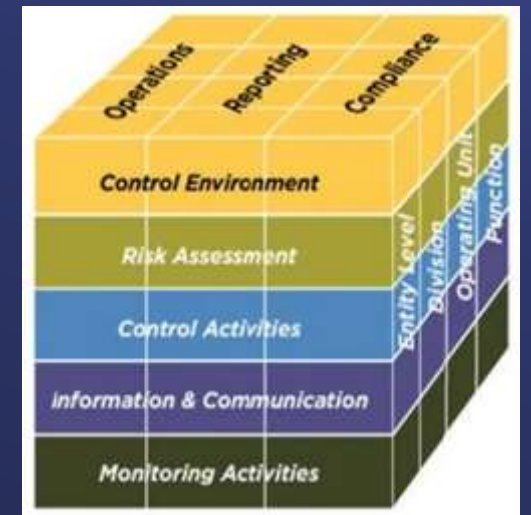 Operations
Reporting
Compliance
Control Environment
Risk Assessment
Control Activities
Information & Communication
Monitoring Activities
Entity Level
Division
Operating Unit
Function